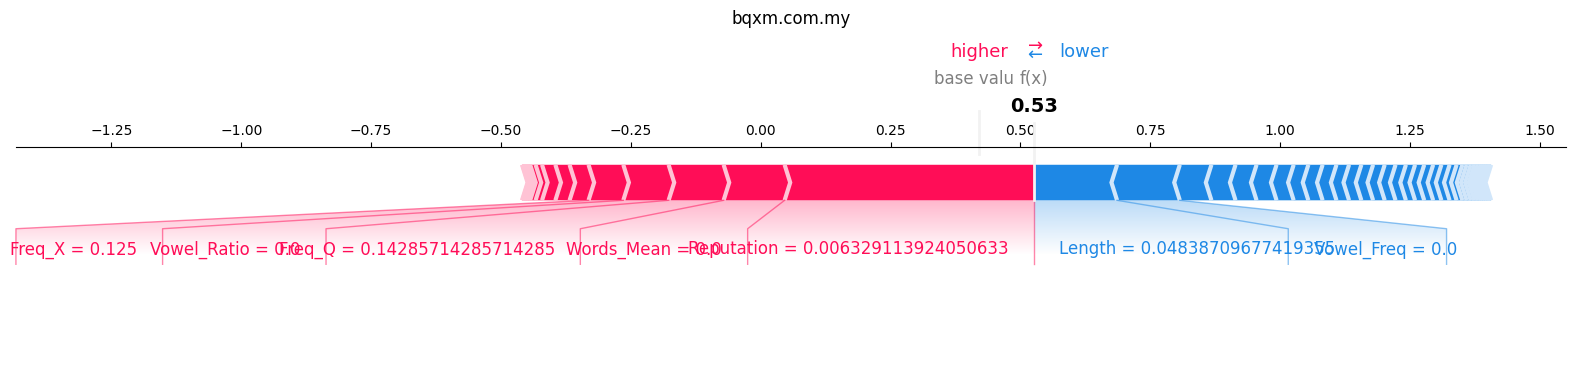 bqxm.com.my
higher ⇄ lower
base valu f(x)
0.53
−1.25 −1.00 −0.75 −0.50 −0.25 0.00 0.25 0.50 0.75 1.00 1.25 1.50
Freq_X = 0.125 Vowel_Ratio = 0.0 Freq_Q = 0.14285714285714285 Words_Mean = 0.0 Reputation = 0.006329113924050633 Length = 0.04838709677419355 Vowel_Freq = 0.0